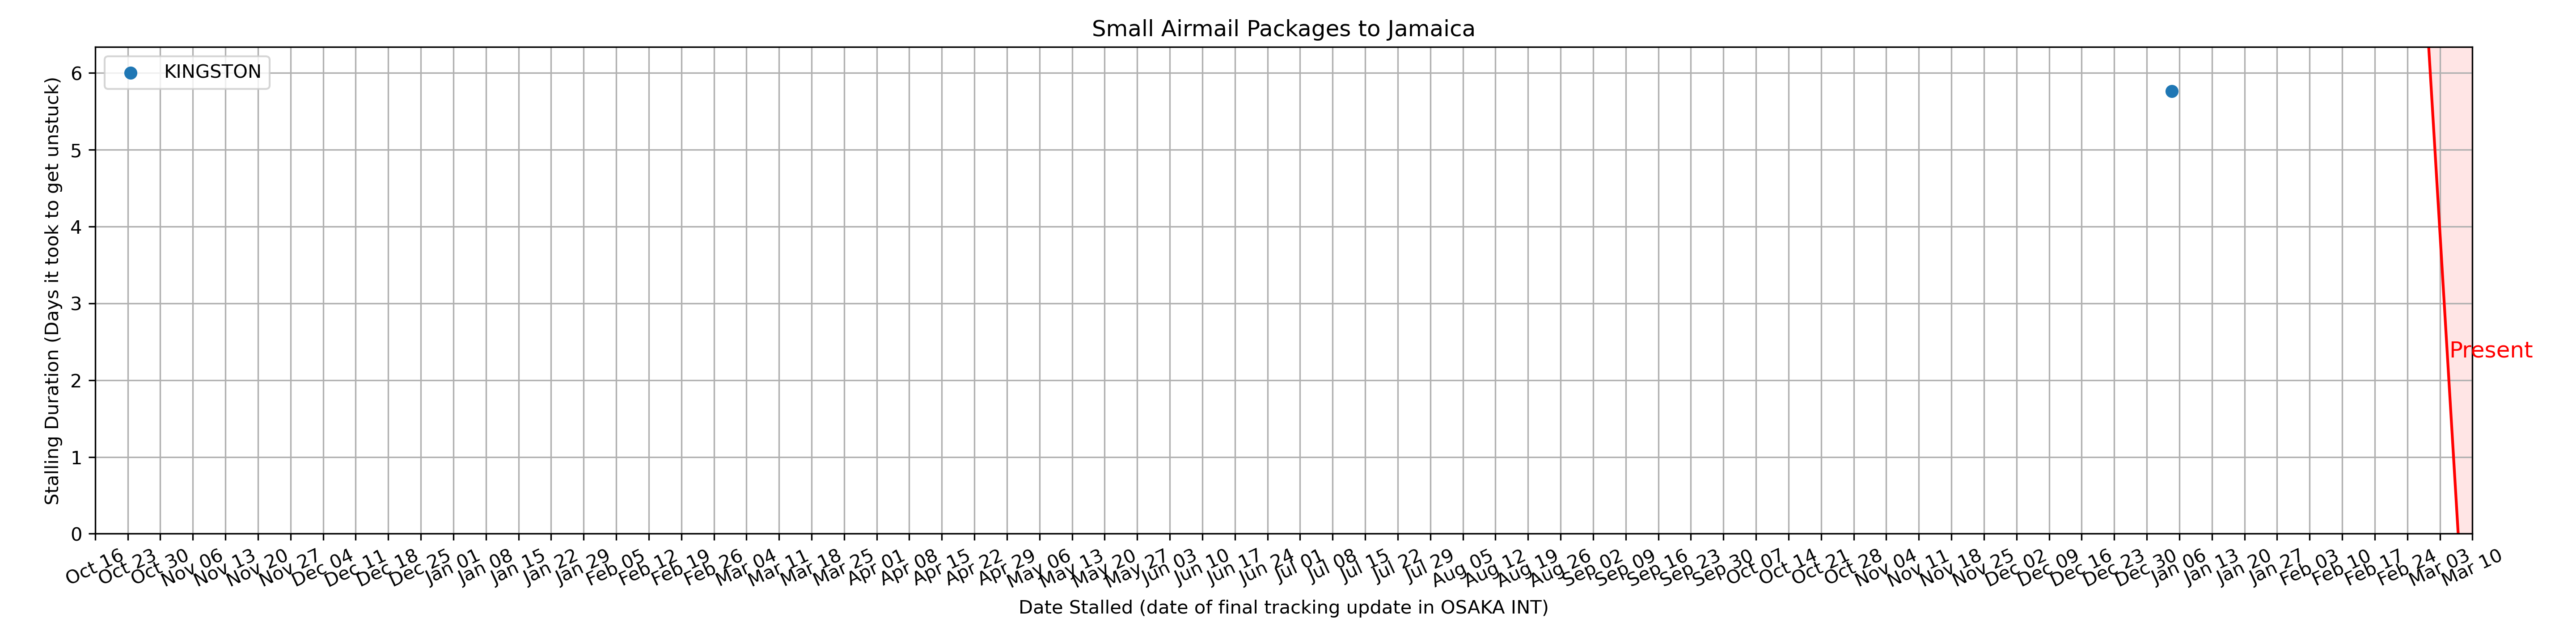 Small Airmail Packages to Jamaica
KINGSTON
Stalling Duration (Days it took to get unstuck)
6
5
4
3
2
1
0
Present
Oct 16 Oct 23 Oct 30 Nov 06 Nov 13 Nov 20 Nov 27 Dec 04 Dec 11 Dec 18 Dec 25 Jan 01 Jan 08 Jan 15 Jan 22 Jan 29 Feb 05 Feb 12 Feb 19 Feb 26 Mar 04 Mar 11 Mar 18 Mar 25 Apr 01 Apr 08 Apr 15 Apr 22 Apr 29 May 06 May 13 May 20 May 27 Jun 03 Jun 10 Jun 17 Jun 24 Jul 01 Jul 08 Jul 15 Jul 22 Jul 29 Aug 05 Aug 12 Aug 19 Aug 26 Sep 02 Sep 09 Sep 16 Sep 23 Sep 30 Oct 07 Oct 14 Oct 21 Oct 28 Nov 04 Nov 11 Nov 18 Nov 25 Dec 02 Dec 09 Dec 16 Dec 23 Dec 30 Jan 06 Jan 13 Jan 20 Jan 27 Feb 03 Feb 10 Feb 17 Feb 24 Mar 03 Mar 10
Date Stalled (date of final tracking update in OSAKA INT)